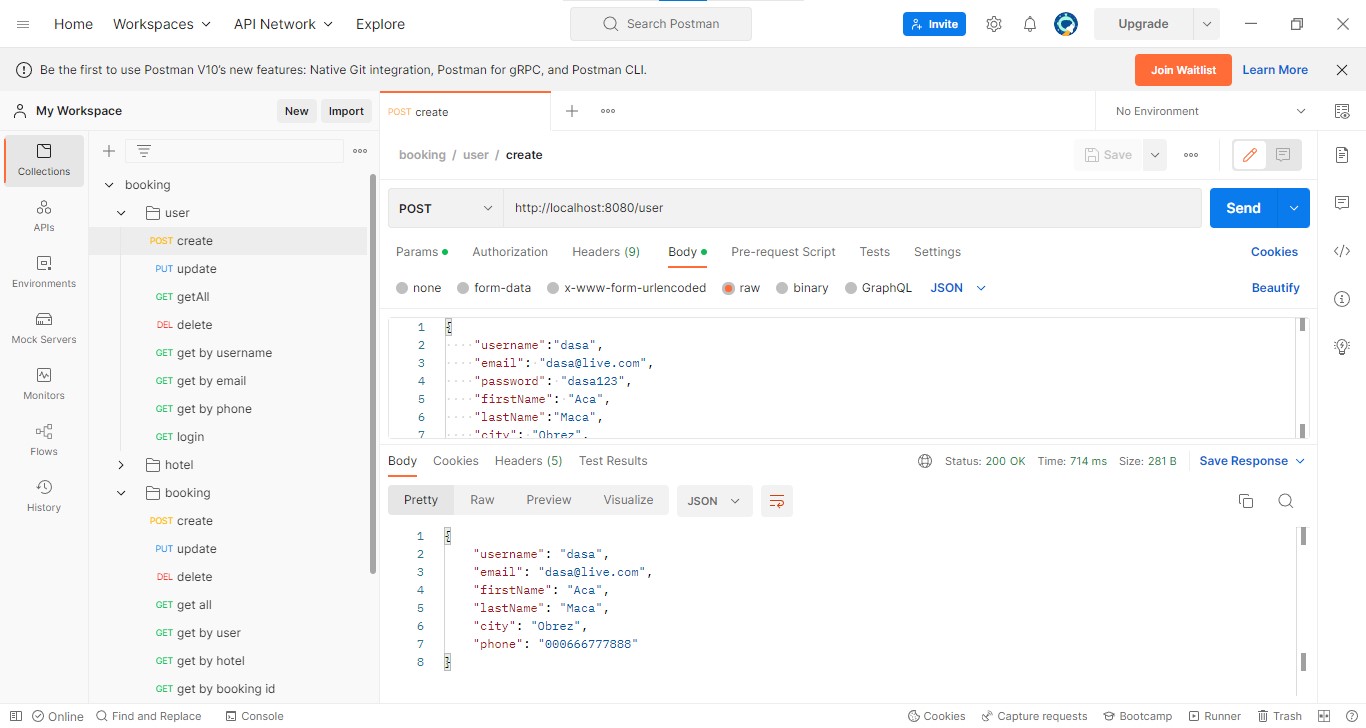 Home Workspaces API Network Explore Search Postman Invite Upgrade
Be the first to use Postman V10's new features: Native Git integration, Postman for gRPC, and Postman CLI. Join Waitlist Learn More
My Workspace New Import POST create No Environment
Collections
APIs
Environments
Mock Servers
Monitors
Flows
History
booking
user
POST create
PUT update
GET getAll
DEL delete
GET get by username
GET get by email
GET get by phone
GET login
hotel
booking
POST create
PUT update
DEL delete
GET get all
GET get by user
GET get by hotel
GET get by booking id
booking / user / create Save
POST http://localhost:8080/user Send
Params Authorization Headers (9) Body Pre-request Script Tests Settings Cookies
none form-data x-www-form-urlencoded raw binary GraphQL JSON Beautify
1 {
2 "username":"dasa",
3 "email": "dasa@live.com",
4 "password": "dasa123",
5 "firstName": "Aca",
6 "lastName":"Maca",
7 "city": "Obrez",
Body Cookies Headers (5) Test Results Status: 200 OK Time: 714 ms Size: 281 B Save Response
Pretty Raw Preview Visualize JSON
1 {
2 "username": "dasa",
3 "email": "dasa@live.com",
4 "firstName": "Aca",
5 "lastName": "Maca",
6 "city": "Obrez",
7 "phone": "000666777888"
8 }
Online Find and Replace Console Cookies Capture requests Bootcamp Runner Trash